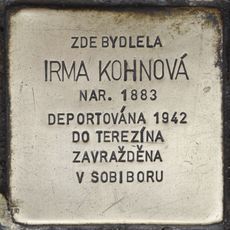 ZDE BYDLELA
IRMA KOHNOVÁ
NAR. 1883
DEPORTOVÁNA 1942
DO TEREZÍNA
ZAVRAŽDĚNA
V SOBIBORU